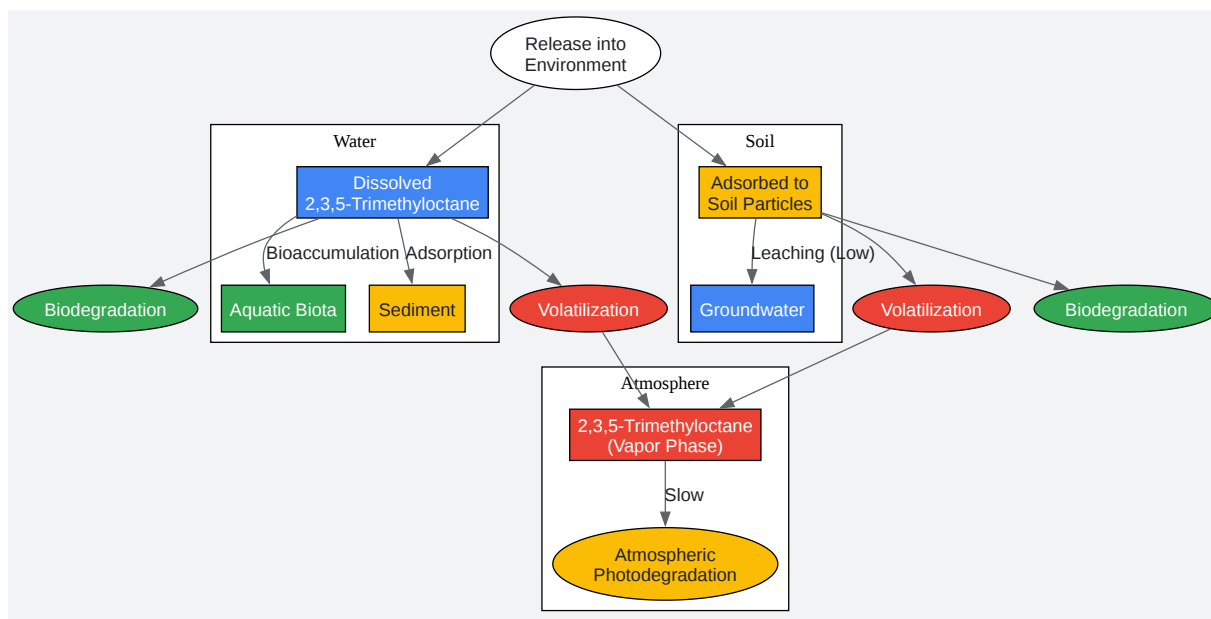 Release into
Environment
Water
Soil
Dissolved
2,3,5-Trimethyloctane
Adsorbed to
Soil Particles
Bioaccumulation
Adsorption
Leaching (Low)
Biodegradation
Aquatic Biota
Sediment
Volatilization
Groundwater
Volatilization
Biodegradation
Atmosphere
2,3,5-Trimethyloctane
(Vapor Phase)
Slow
Atmospheric
Photodegradation